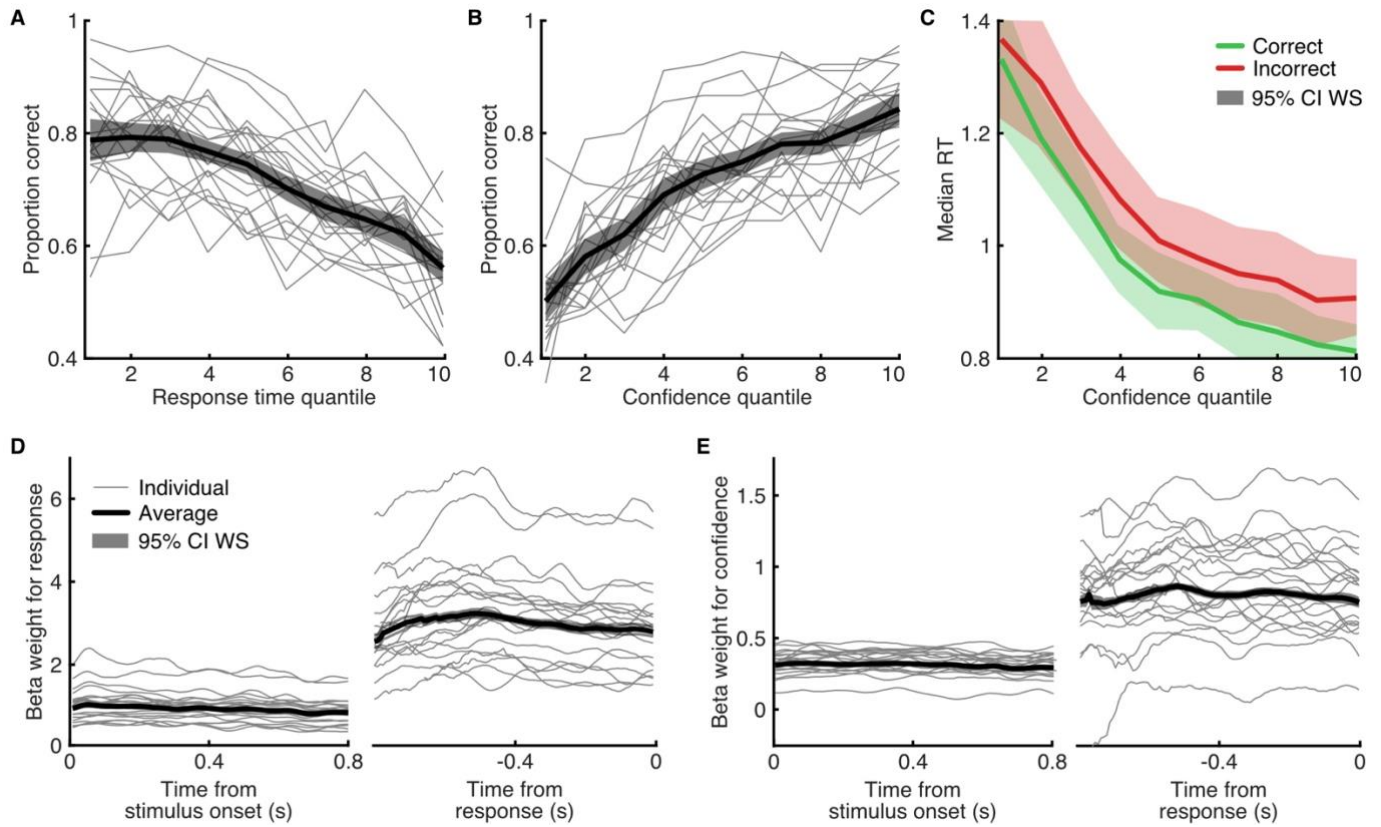 A
1
0.8
0.6
0.4
Proportion correct
2 4 6 8 10
Response time quantile
B
1
0.8
0.6
0.4
Proportion correct
2 4 6 8 10
Confidence quantile
C
1.4
1.2
1
0.8
Median RT
Correct
Incorrect
95% CI WS
2 4 6 8 10
Confidence quantile
D
6
4
2
0
Beta weight for response
Individual
Average
95% CI WS
0 0.4 0.8
Time from
stimulus onset (s)
-0.4 0
Time from
response (s)
E
1.5
1
0.5
0
Beta weight for confidence
0 0.4 0.8
Time from
stimulus onset (s)
-0.4 0
Time from
response (s)